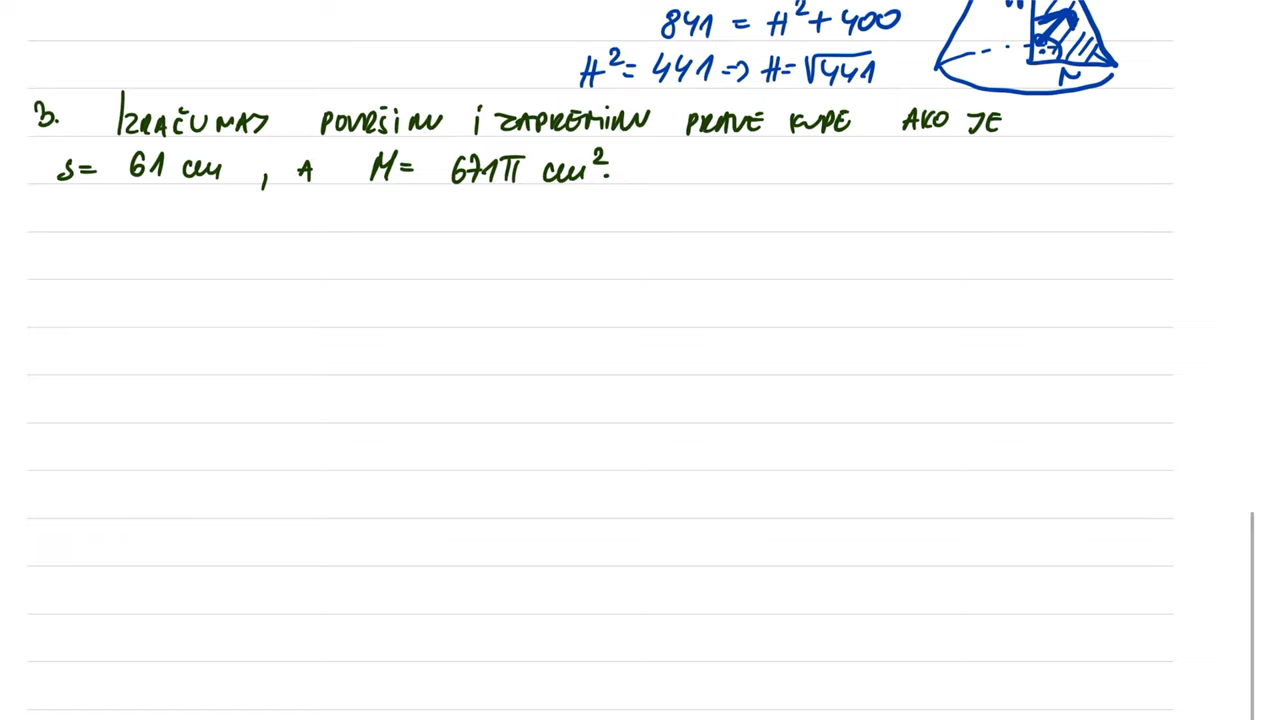 841 = H²+400
H²= 441 => H= √441
H
r
3. IZRAČUNAJ POVRŠINU I ZAPREMINU PRAVE KUPE AKO JE
s= 61 cm , A M= 671π cm².